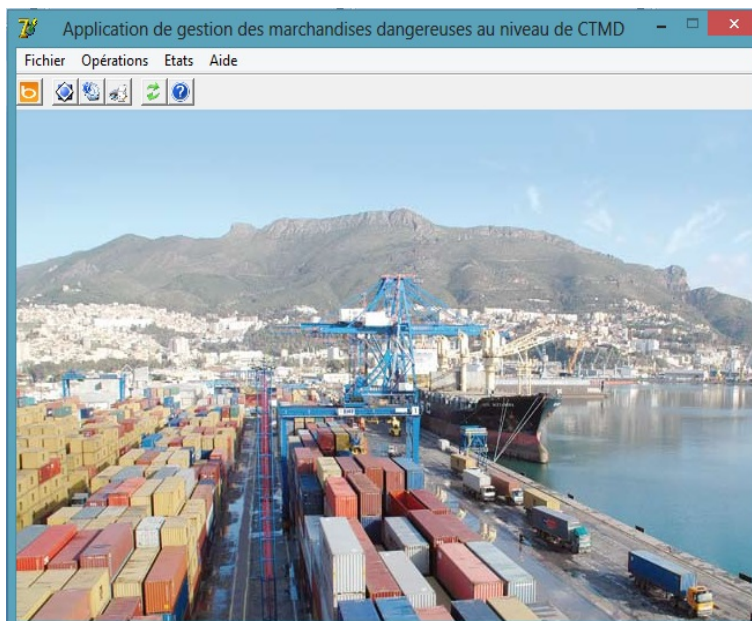 Application de gestion des marchandises dangereuses au niveau de CTMD
Fichier Opérations Etats Aide